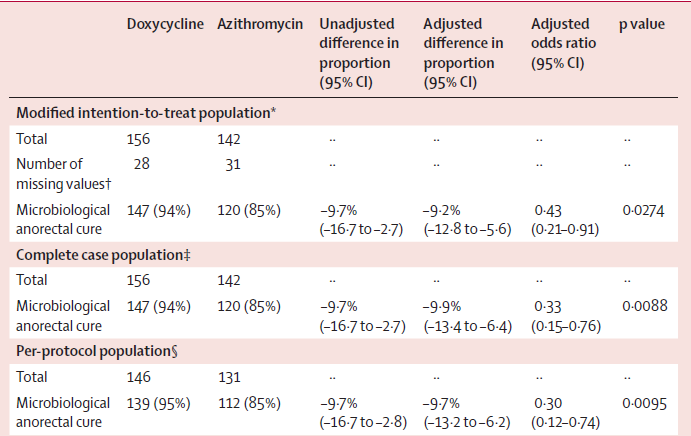 Doxycycline Azithromycin Unadjusted Adjusted Adjusted p value
difference in difference in odds ratio
proportion proportion (95% CI)
(95% CI) (95% CI)
Modified intention-to-treat population*
Total 156 142 ·· ·· ·· ··
Number of 28 31 ·· ·· ·· ··
missing values†
Microbiological 147 (94%) 120 (85%) –9·7% –9·2% 0·43 0·0274
anorectal cure (–16·7 to –2·7) (–12·8 to –5·6) (0·21–0·91)
Complete case population‡
Total 156 142 ·· ·· ·· ··
Microbiological 147 (94%) 120 (85%) –9·7% –9·9% 0·33 0·0088
anorectal cure (–16·7 to –2·7) (–13·4 to –6·4) (0·15–0·76)
Per-protocol population§
Total 146 131 ·· ·· ·· ··
Microbiological 139 (95%) 112 (85%) –9·7% –9·7% 0·30 0·0095
anorectal cure (–16·7 to –2·8) (–13·2 to –6·2) (0·12–0·74)